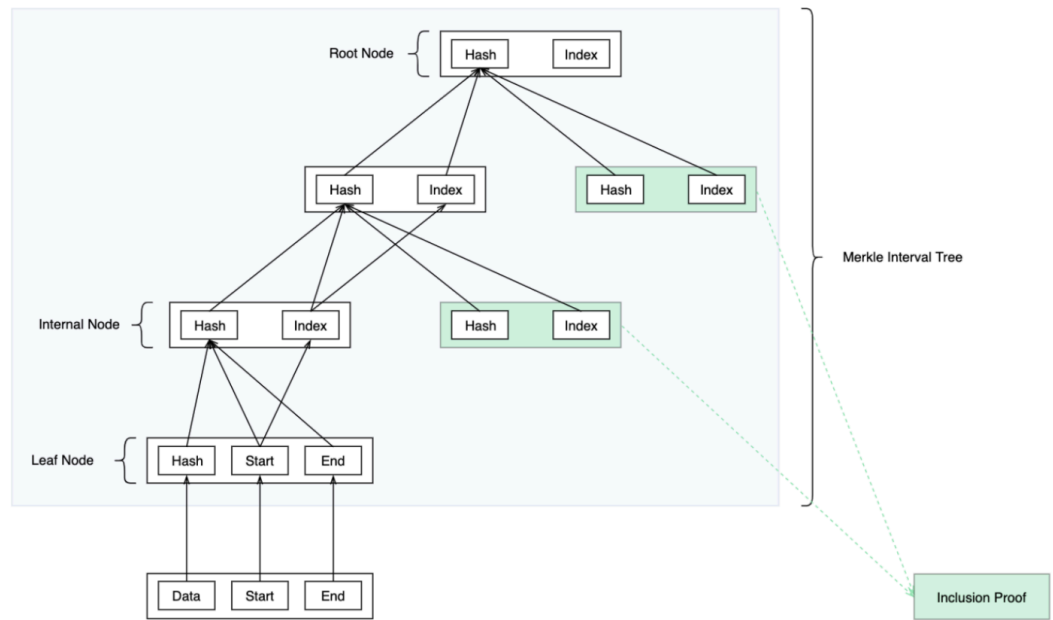 Root Node
Hash Index
Hash Index Hash Index
Merkle Interval Tree
Internal Node
Hash Index Hash Index
Leaf Node
Hash Start End
Data Start End
Inclusion Proof